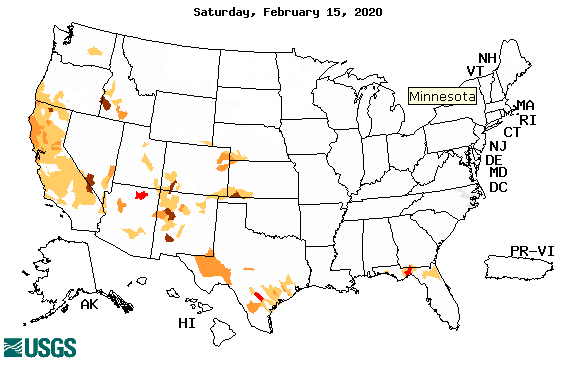 Saturday, February 15, 2020
NH
VT
Minnesota
MA
RI
CT
NJ
DE
MD
DC
PR-VI
AK
HI
USGS